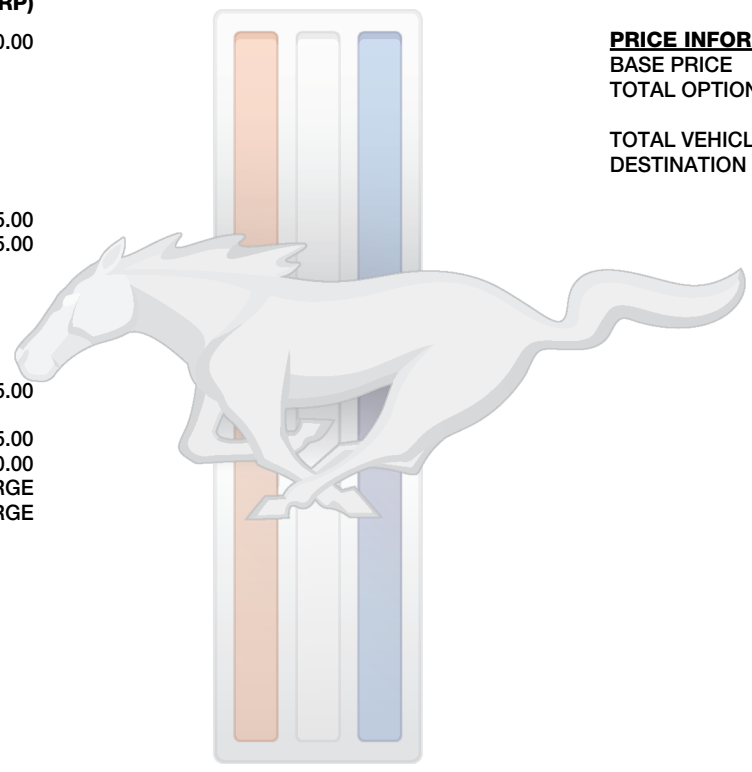 RP)
0.00
5.00
5.00
5.00
5.00
0.00
RGE
RGE
PRICE INFOR
BASE PRICE
TOTAL OPTION
TOTAL VEHICL
DESTINATION